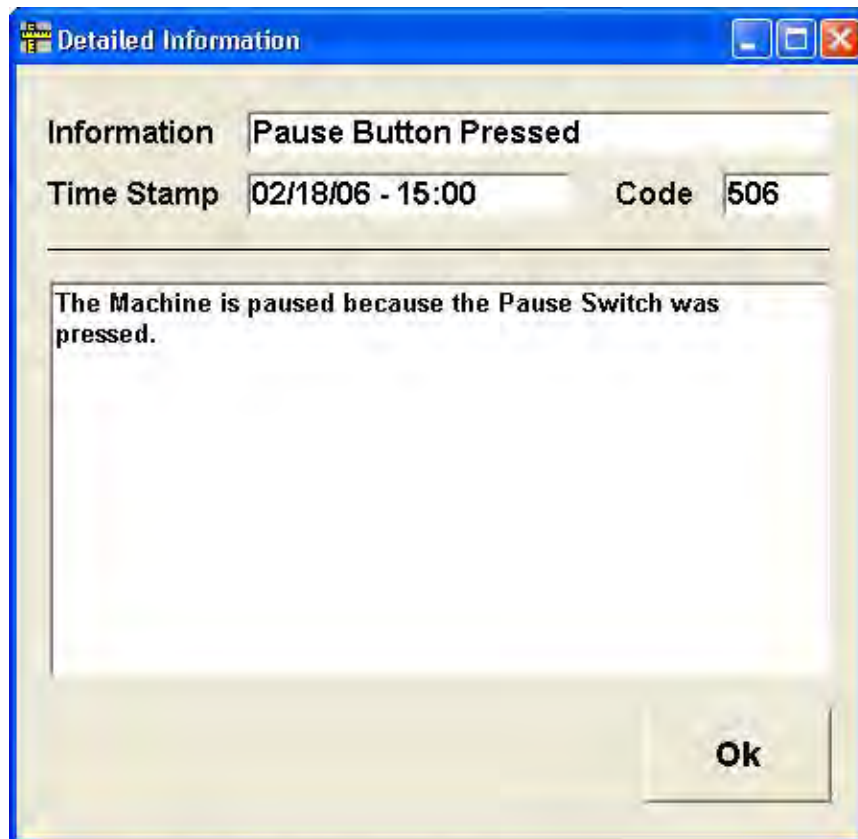 Detailed Information
Information Pause Button Pressed
Time Stamp 02/18/06 - 15:00 Code 506
The Machine is paused because the Pause Switch was
pressed.
Ok